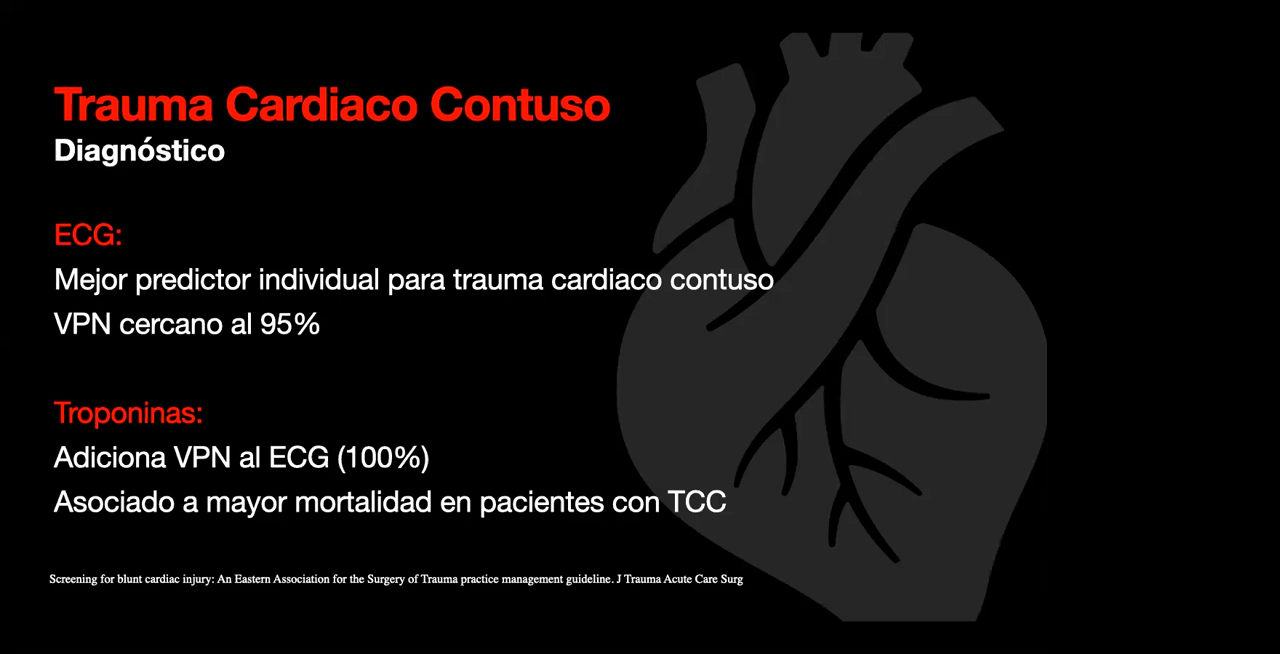 Trauma Cardiaco Contuso
Diagnóstico
ECG:
Mejor predictor individual para trauma cardiaco contuso
VPN cercano al 95%
Troponinas:
Adiciona VPN al ECG (100%)
Asociado a mayor mortalidad en pacientes con TCC
Screening for blunt cardiac injury: An Eastern Association for the Surgery of Trauma practice management guideline. J Trauma Acute Care Surg